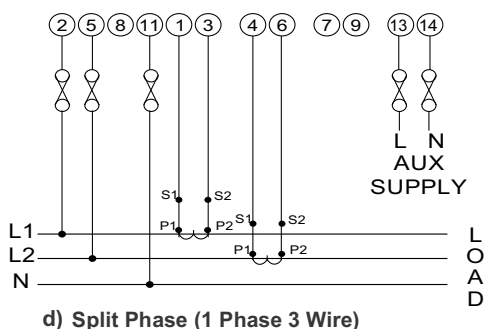 2 5 8 11 1 3 4 6 7 9 13 14
L N
AUX
SUPPLY
S1 S2
S1 S2
L1 P1 P2 L
L2 P1 P2 O
N A
D
d) Split Phase (1 Phase 3 Wire)